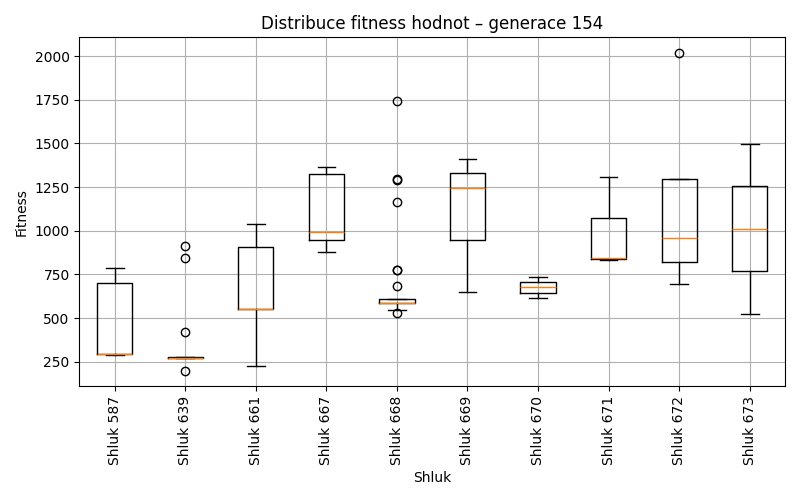 Distribuce fitness hodnot – generace 154
Fitness
2000
1750
1500
1250
1000
750
500
250
Shluk 587
Shluk 639
Shluk 661
Shluk 667
Shluk 668
Shluk 669
Shluk 670
Shluk 671
Shluk 672
Shluk 673
Shluk